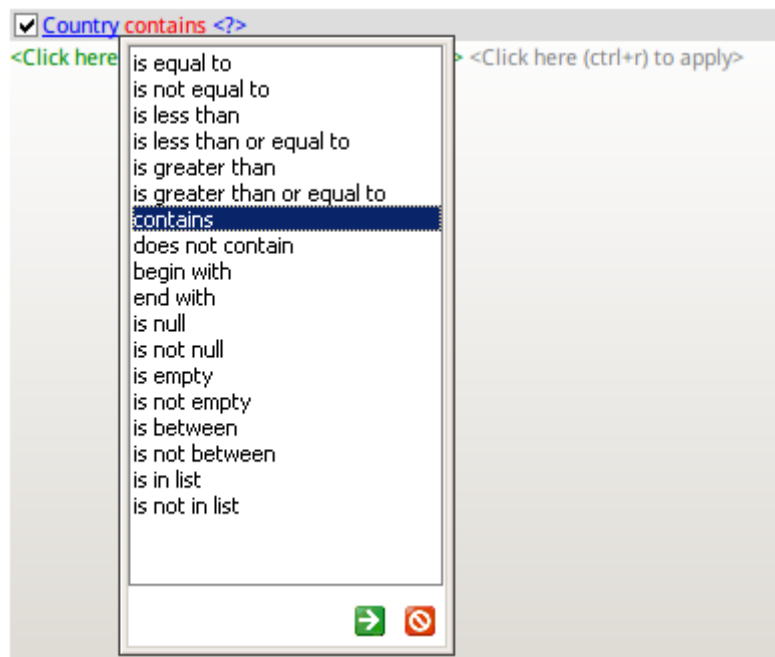 Country contains <?>
<Click here > <Click here (ctrl+r) to apply>
is equal to
is not equal to
is less than
is less than or equal to
is greater than
is greater than or equal to
contains
does not contain
begin with
end with
is null
is not null
is empty
is not empty
is between
is not between
is in list
is not in list